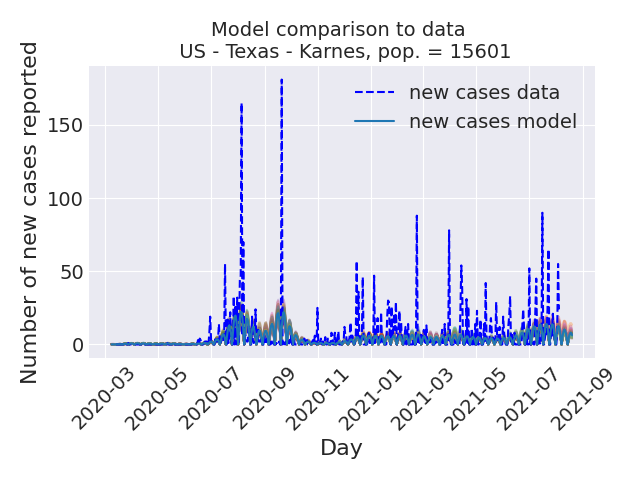 Model comparison to data
US - Texas - Karnes, pop. = 15601
Number of new cases reported
150
100
50
0
new cases data
new cases model
2020-03
2020-05
2020-07
2020-09
2020-11
2021-01
2021-03
2021-05
2021-07
2021-09
Day